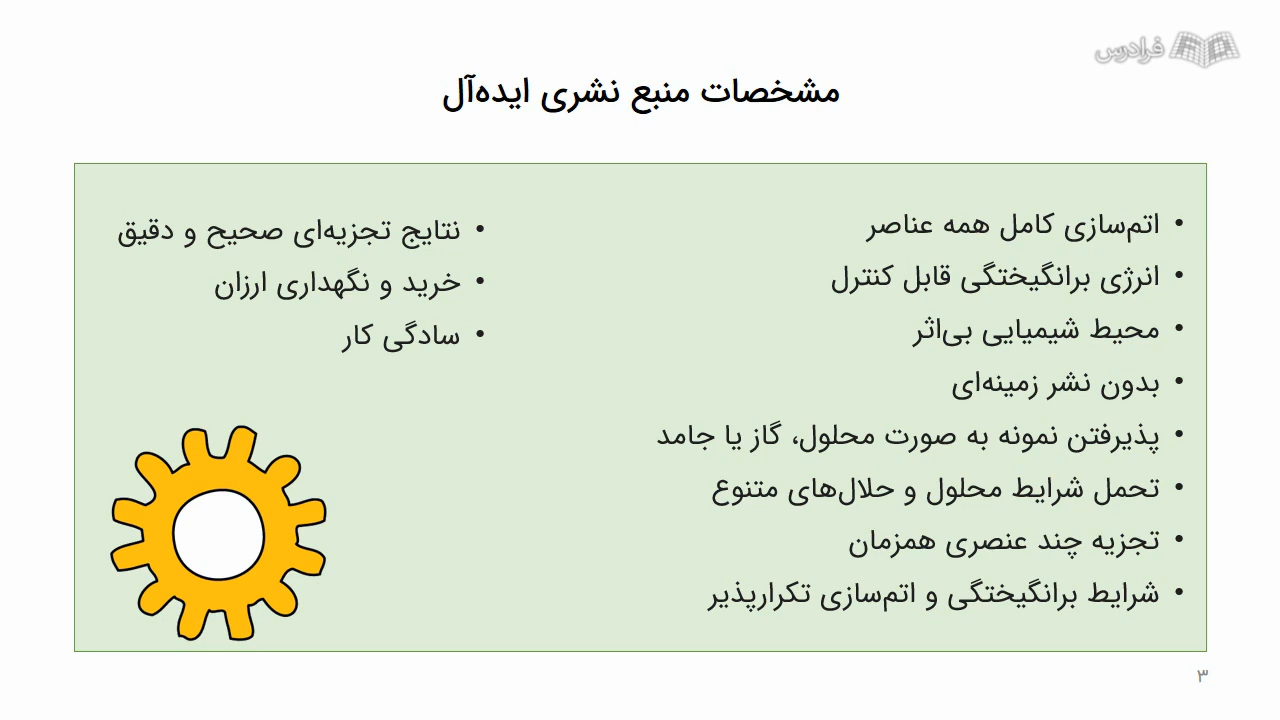 فرادرس
مشخصات منبع نشری ایده‌آل
• اتم‌سازی کامل همه عناصر
• انرژی برانگیختگی قابل کنترل
• محیط شیمیایی بی‌اثر
• بدون نشر زمینه‌ای
• پذیرفتن نمونه به صورت محلول، گاز یا جامد
• تحمل شرایط محلول و حلال‌های متنوع
• تجزیه چند عنصری همزمان
• شرایط برانگیختگی و اتم‌سازی تکرارپذیر
• نتایج تجزیه‌ای صحیح و دقیق
• خرید و نگهداری ارزان
• سادگی کار
۳